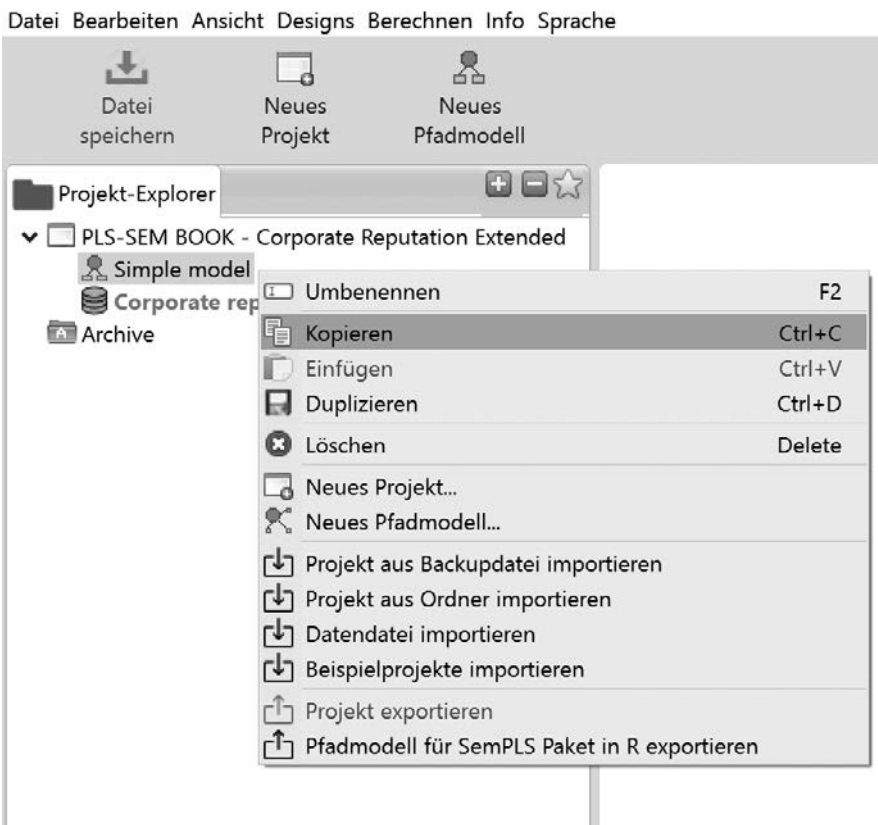 Datei Bearbeiten Ansicht Designs Berechnen Info Sprache
Datei speichern
Neues Projekt
Neues Pfadmodell
Projekt-Explorer
PLS-SEM BOOK - Corporate Reputation Extended
Simple model
Corporate rep
Archive
Umbenennen F2
Kopieren Ctrl+C
Einfügen Ctrl+V
Duplizieren Ctrl+D
Löschen Delete
Neues Projekt...
Neues Pfadmodell...
Projekt aus Backupdatei importieren
Projekt aus Ordner importieren
Datendatei importieren
Beispielprojekte importieren
Projekt exportieren
Pfadmodell für SemPLS Paket in R exportieren